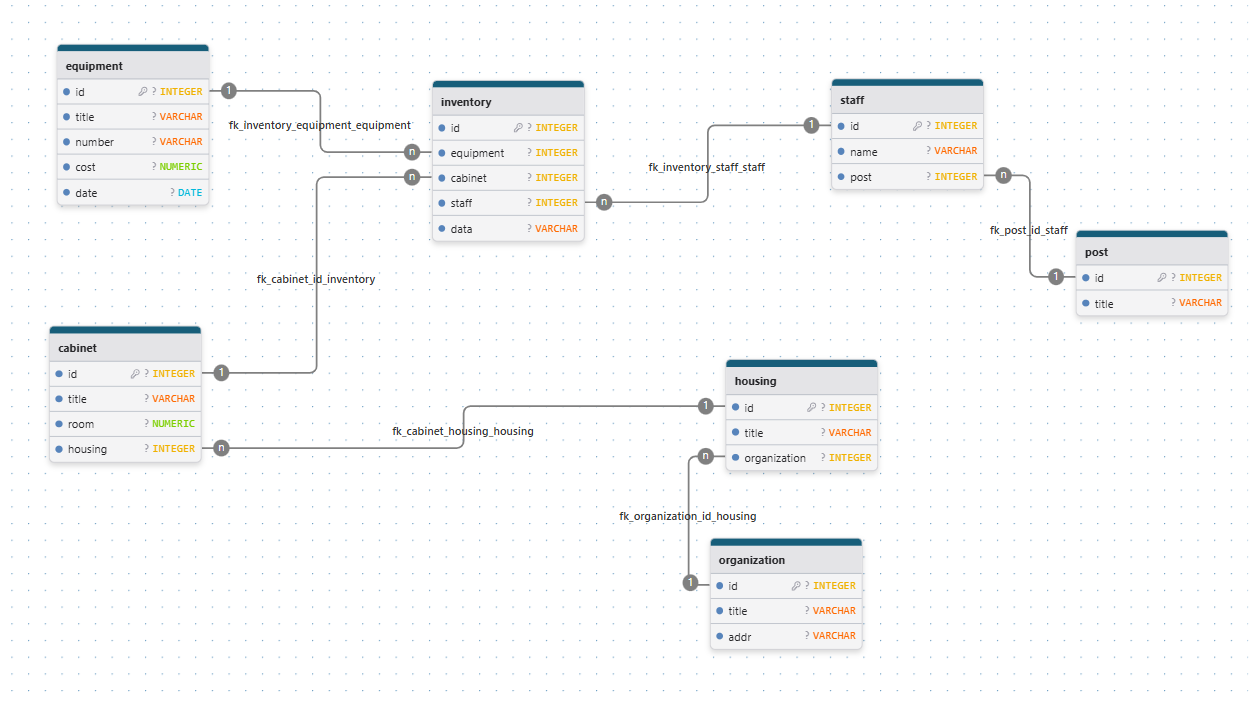 equipment
id ? INTEGER
title ? VARCHAR
number ? VARCHAR
cost ? NUMERIC
date ? DATE
1
fk_inventory_equipment_equipment
n
n
inventory
id ? INTEGER
equipment ? INTEGER
cabinet ? INTEGER
staff ? INTEGER
data ? VARCHAR
n
fk_inventory_staff_staff
1
staff
id ? INTEGER
name ? VARCHAR
post ? INTEGER
n
fk_post_id_staff
1
post
id ? INTEGER
title ? VARCHAR
fk_cabinet_id_inventory
cabinet
id ? INTEGER
title ? VARCHAR
room ? NUMERIC
housing ? INTEGER
1
n
fk_cabinet_housing_housing
1
n
housing
id ? INTEGER
title ? VARCHAR
organization ? INTEGER
fk_organization_id_housing
1
organization
id ? INTEGER
title ? VARCHAR
addr ? VARCHAR